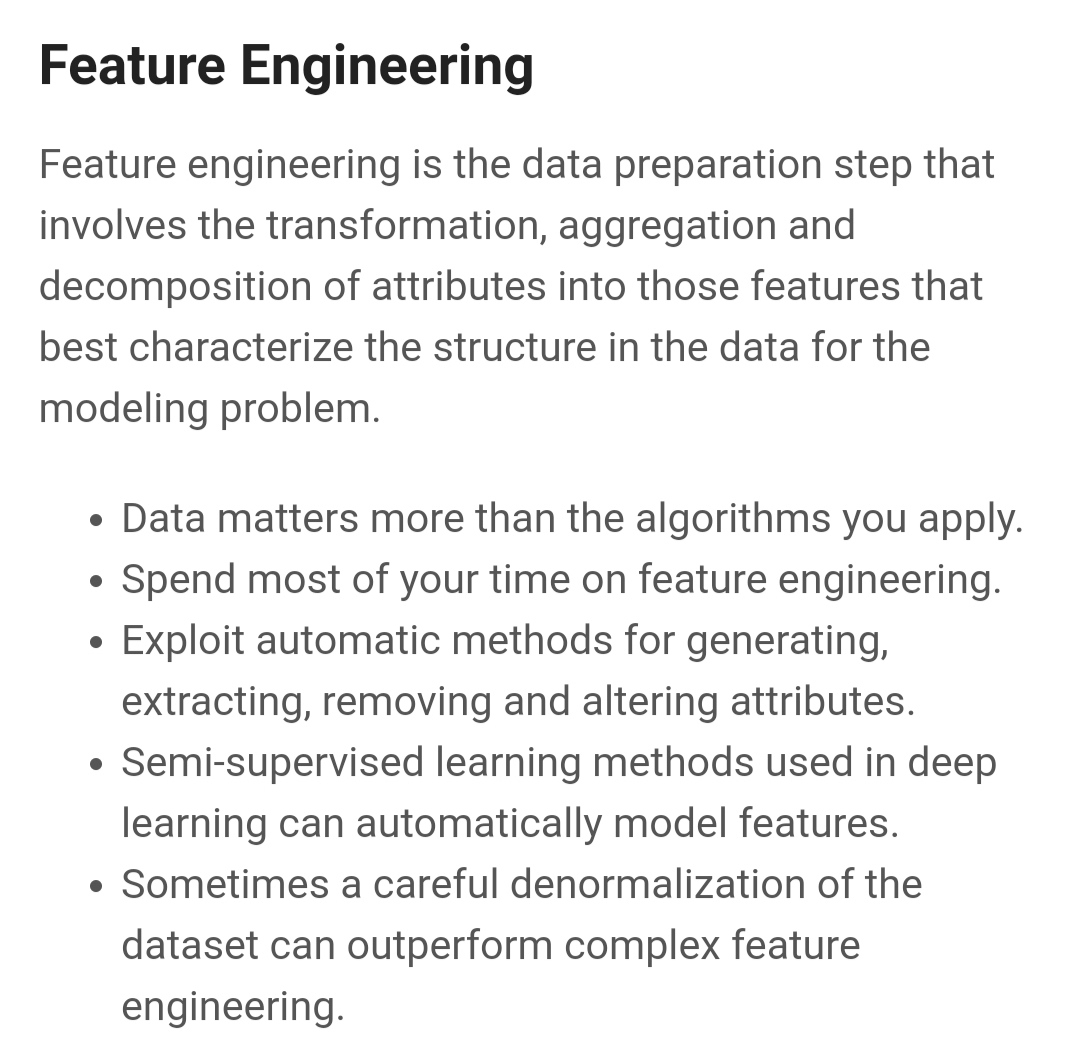 Feature Engineering
Feature engineering is the data preparation step that
involves the transformation, aggregation and
decomposition of attributes into those features that
best characterize the structure in the data for the
modeling problem.
• Data matters more than the algorithms you apply.
• Spend most of your time on feature engineering.
• Exploit automatic methods for generating,
extracting, removing and altering attributes.
• Semi-supervised learning methods used in deep
learning can automatically model features.
• Sometimes a careful denormalization of the
dataset can outperform complex feature
engineering.